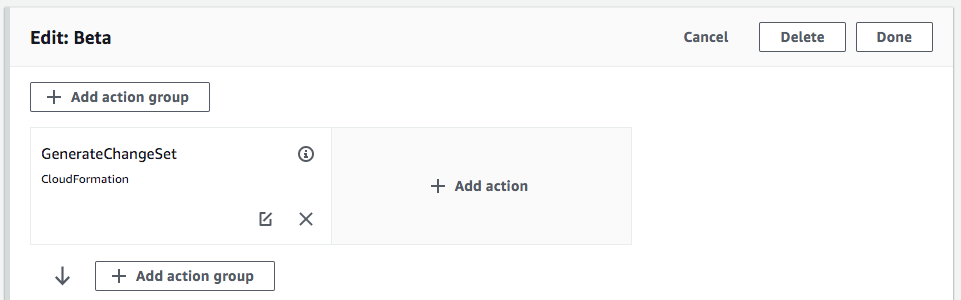 Edit: Beta
Cancel
Delete
Done
Add action group
GenerateChangeSet
CloudFormation
Add action
Add action group